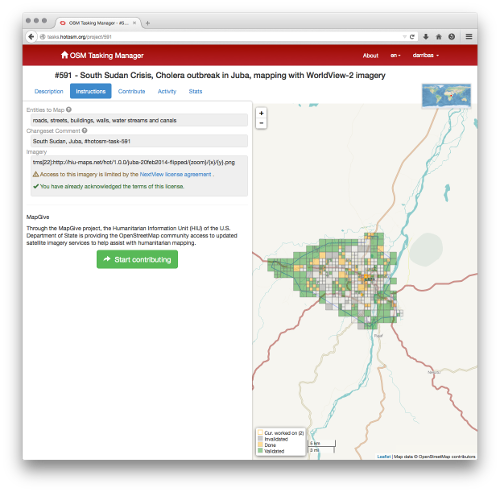 OSM Tasking Manager - #5...
tasks.hotosm.org/project/591
Search
OSM Tasking Manager
About
en
darribas
#591 - South Sudan Crisis, Cholera outbreak in Juba, mapping with WorldView-2 imagery
Description
Instructions
Contribute
Activity
Stats
Entities to Map
roads, streets, buildings, walls, water streams and canals
Changeset Comment
South Sudan, Juba, #hotosm-task-591
Imagery
tms[22]:http://hiu-maps.net/hot/1.0.0/juba-20feb2014-flipped/{zoom}/{x}/{y}.png
Access to this imagery is limited by the NextView license agreement .
You have already acknowledged the terms of this license.
MapGive
Through the MapGive project, the Humanitarian Information Unit (HIU) of the U.S.
Department of State is providing the OpenStreetMap community access to updated
satellite imagery services to help assist with humanitarian mapping.
Start contributing
+
-
Cur. worked on (2)
Invalidated
Done
Validated
5 km
3 mi
Leaflet | Map data © OpenStreetMap contributors